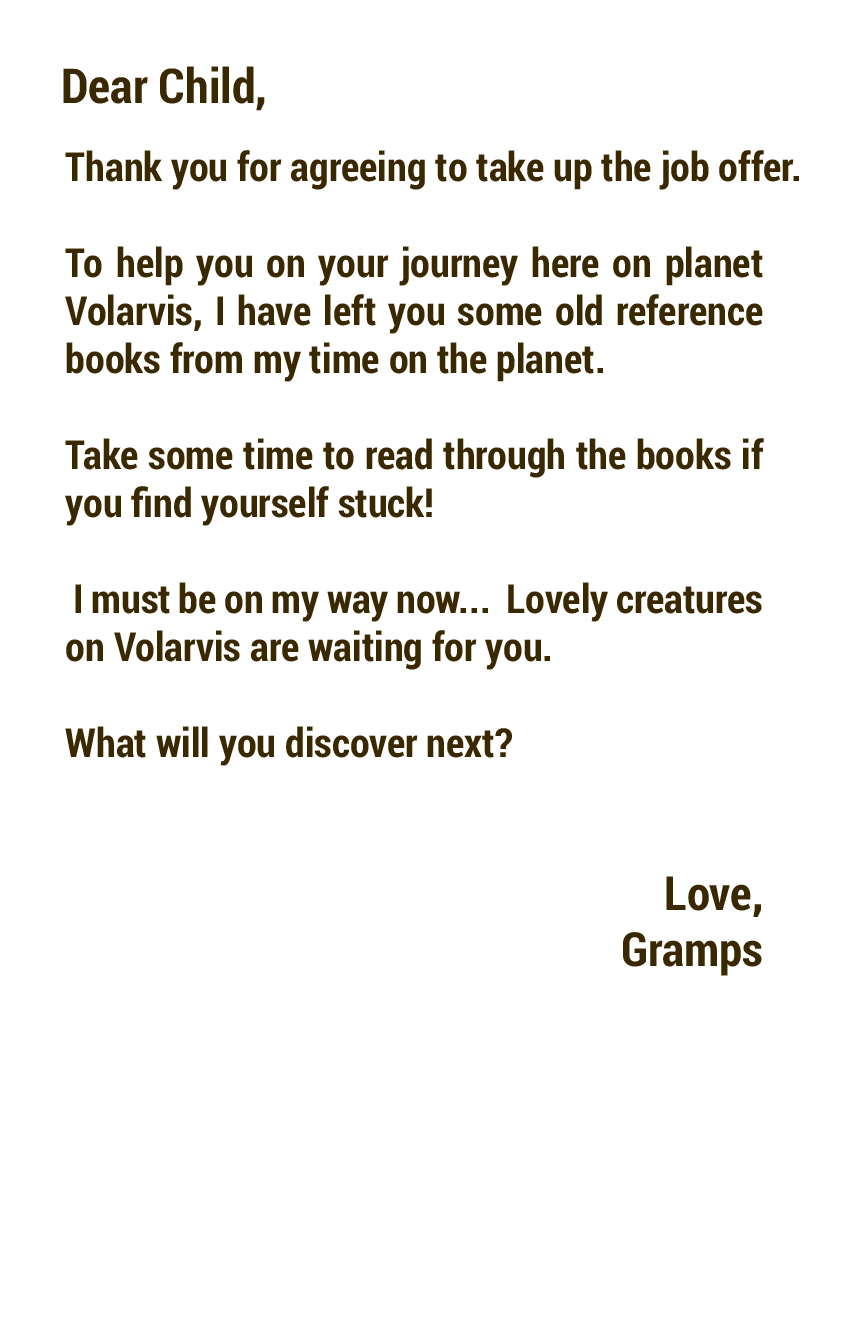 Dear Child,
Thank you for agreeing to take up the job offer.
To help you on your journey here on planet
Volarvis, I have left you some old reference
books from my time on the planet.
Take some time to read through the books if
you find yourself stuck!
I must be on my way now... Lovely creatures
on Volarvis are waiting for you.
What will you discover next?
Love,
Gramps